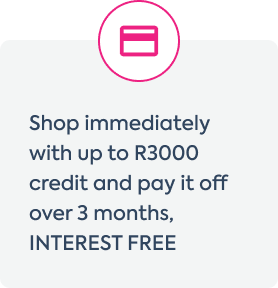 Shop immediately
with up to R3000
credit and pay it off
over 3 months,
INTEREST FREE